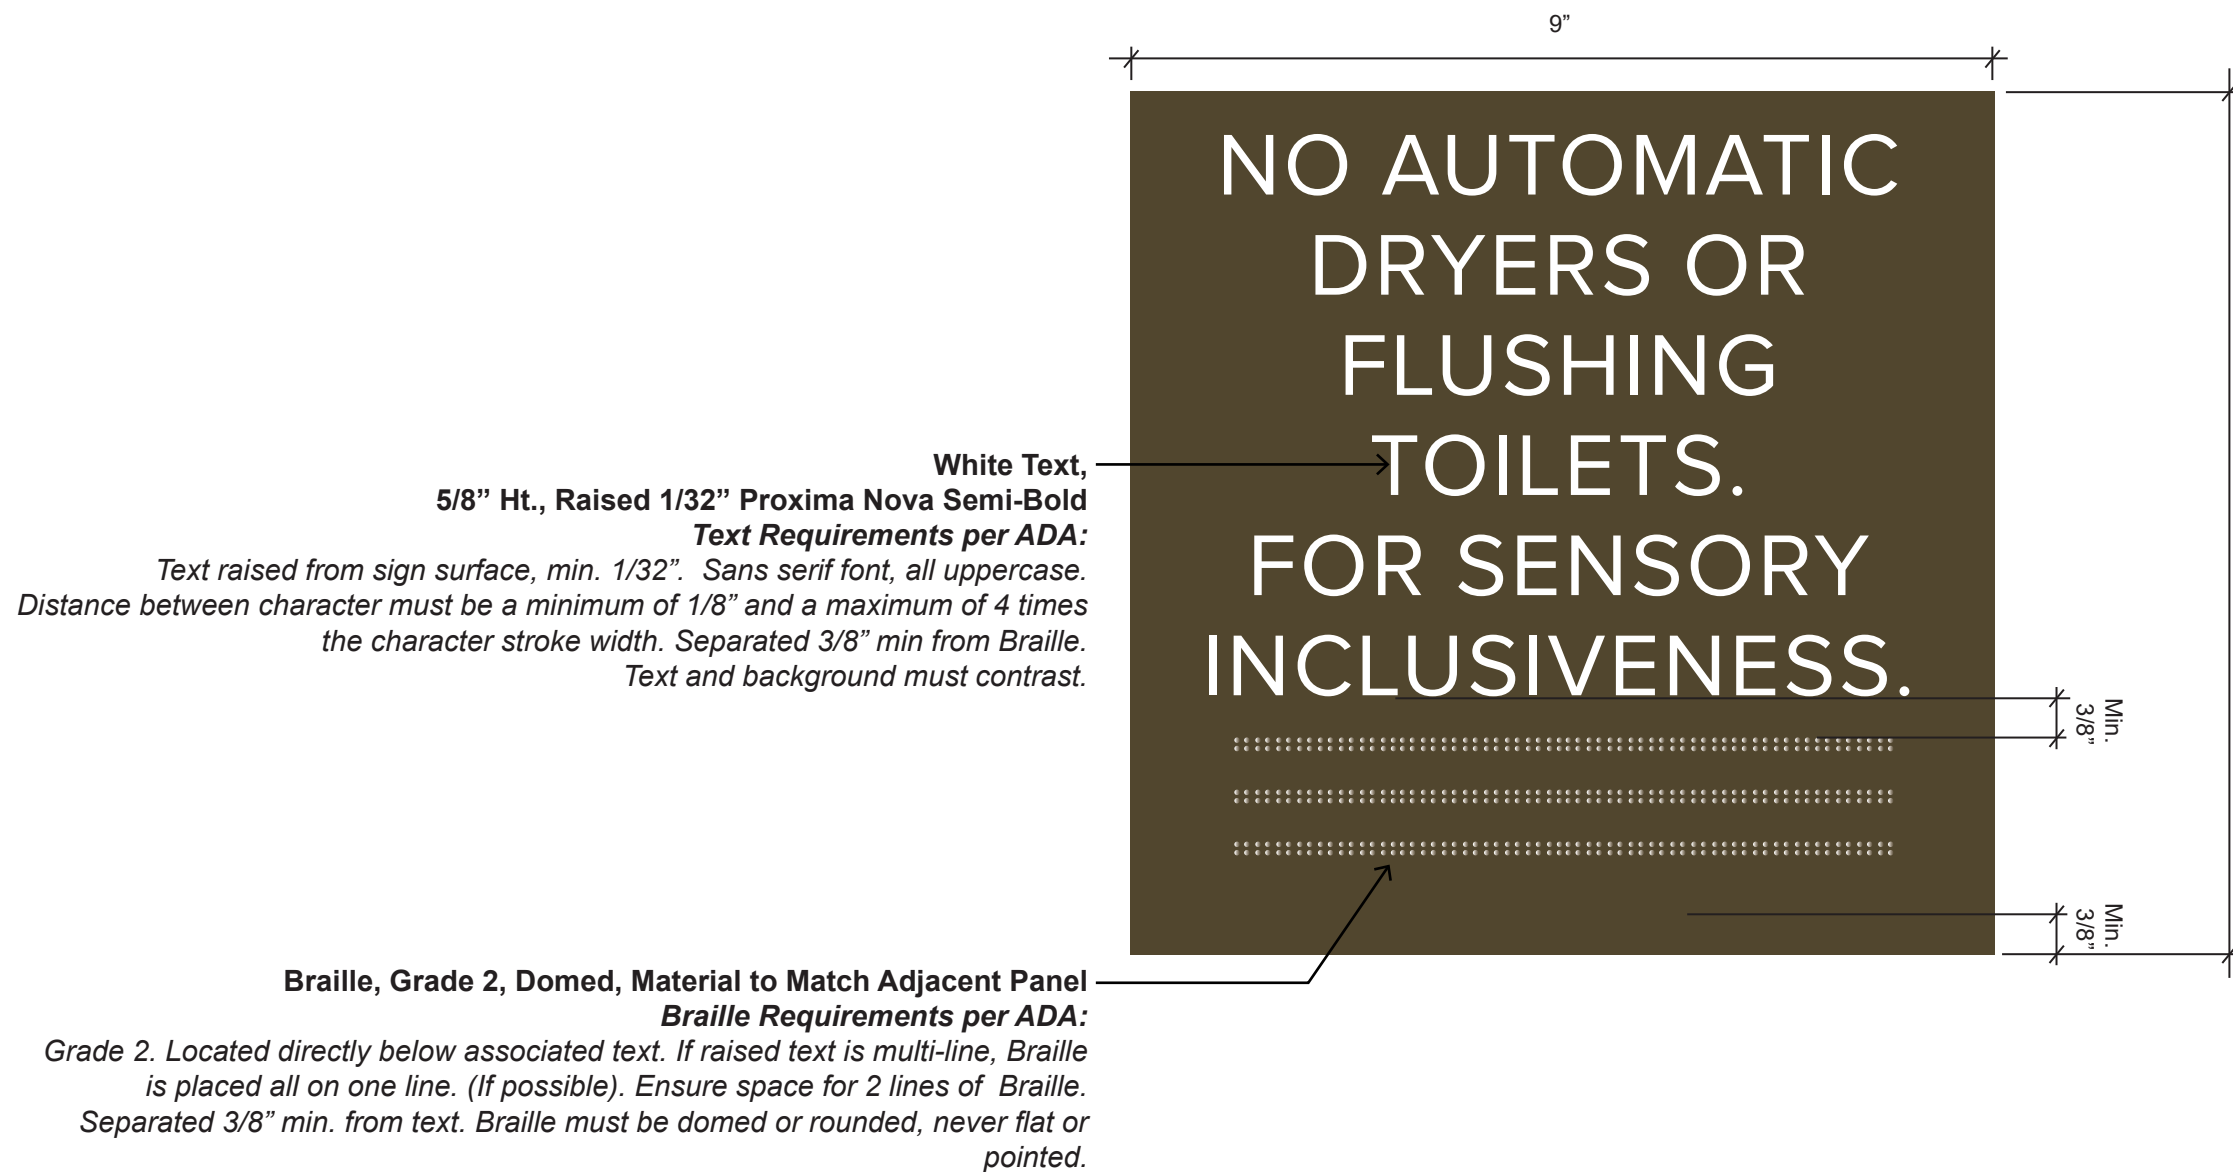 9”
NO AUTOMATIC
DRYERS OR
FLUSHING
TOILETS.
FOR SENSORY
INCLUSIVENESS.
White Text,
5/8” Ht., Raised 1/32” Proxima Nova Semi-Bold
Text Requirements per ADA:
Text raised from sign surface, min. 1/32”.  Sans serif font, all uppercase.
Distance between character must be a minimum of 1/8” and a maximum of 4 times
the character stroke width. Separated 3/8” min from Braille.
Text and background must contrast.
Min.
3/8”
Min.
3/8”
Braille, Grade 2, Domed, Material to Match Adjacent Panel
Braille Requirements per ADA:
Grade 2. Located directly below associated text. If raised text is multi-line, Braille
is placed all on one line. (If possible). Ensure space for 2 lines of  Braille.
Separated 3/8” min. from text. Braille must be domed or rounded, never flat or
pointed.